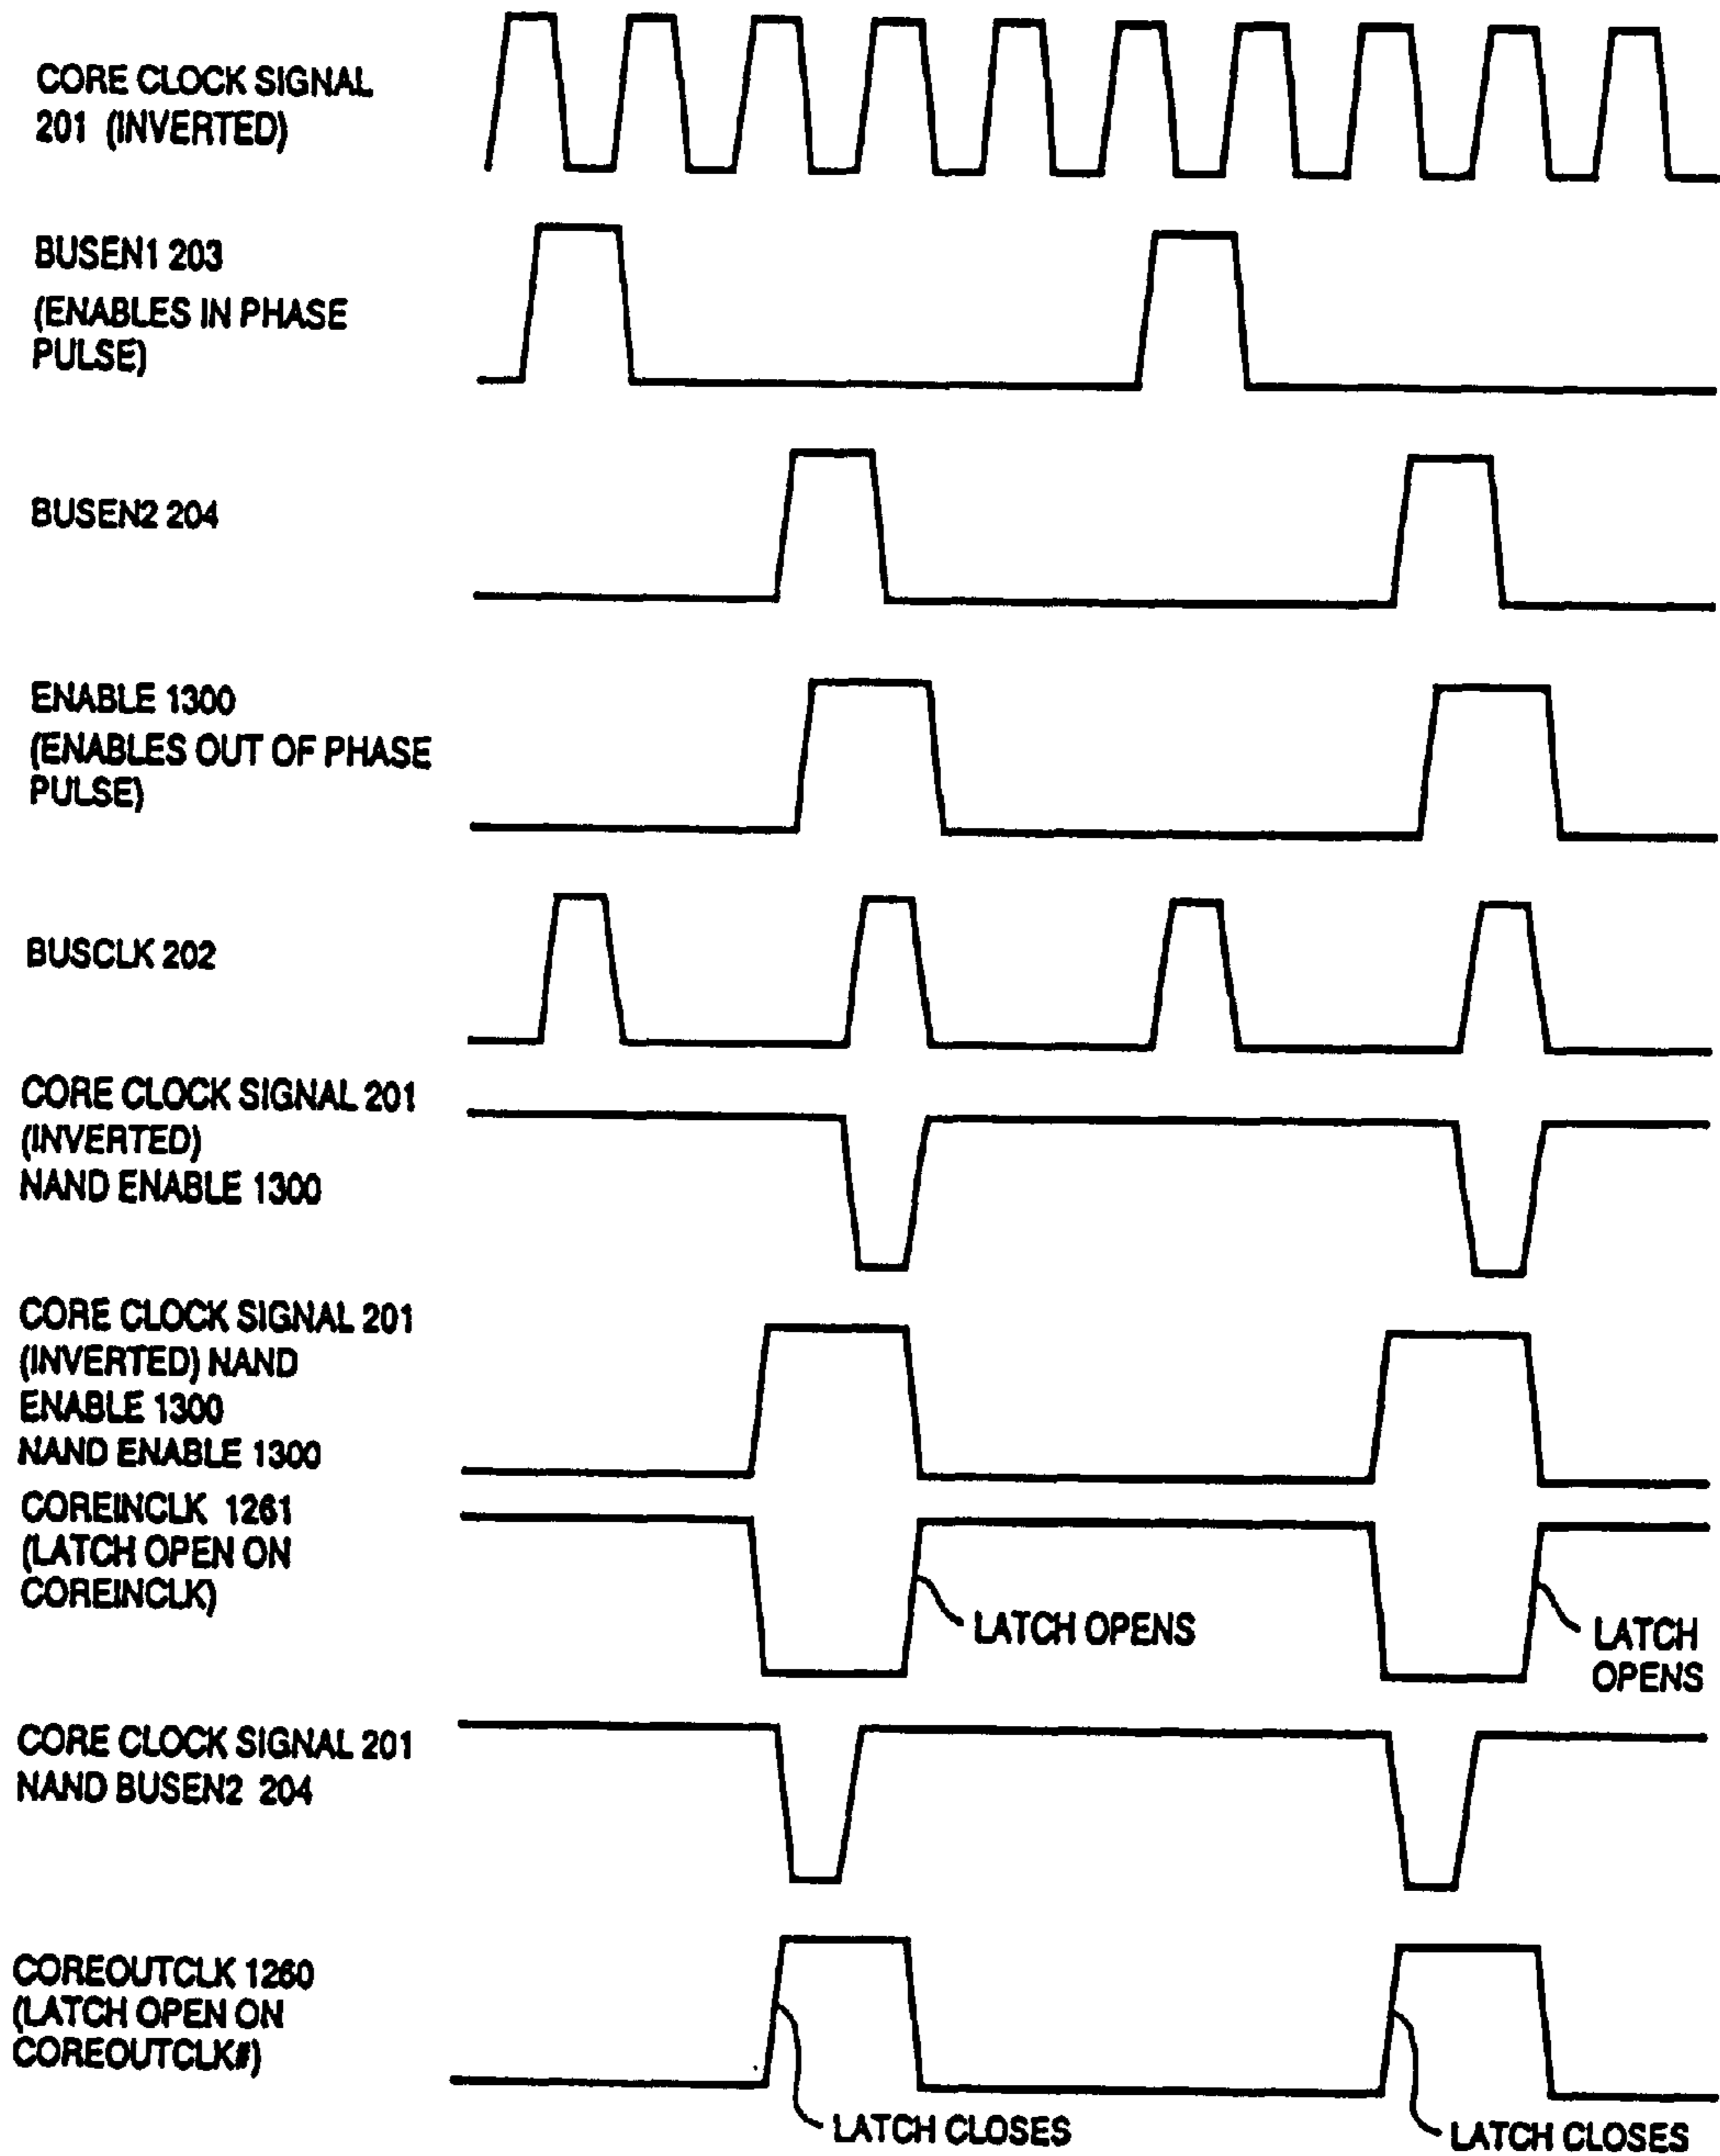 CORE CLOCK SIGNAL
201 (INVERTED)
BUSEN1 203
(ENABLES IN PHASE
PULSE)
BUSEN2 204
ENABLE 1300
(ENABLES OUT OF PHASE
PULSE)
BUSCLK 202
CORE CLOCK SIGNAL 201
(INVERTED)
NAND ENABLE 1300
CORE CLOCK SIGNAL 201
(INVERTED) NAND
ENABLE 1300
NAND ENABLE 1300
COREINCLK 1261
(LATCH OPEN ON
COREINCLK)
LATCH OPENS
LATCH
OPENS
CORE CLOCK SIGNAL 201
NAND BUSEN2 204
COREOUTCLK 1260
(LATCH OPEN ON
COREOUTCLK#)
LATCH CLOSES
LATCH CLOSES